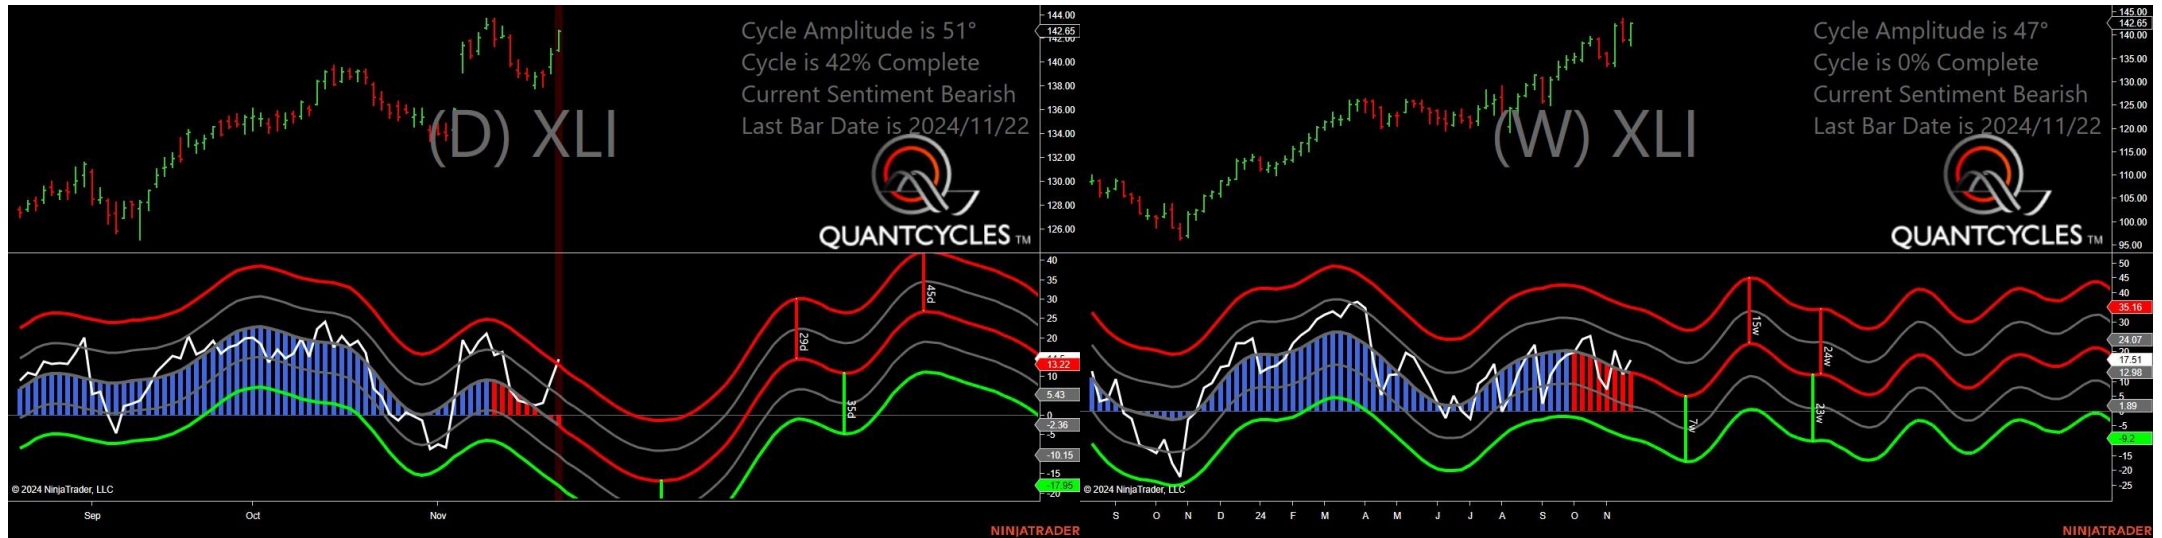 Cycle Amplitude is 51°
Cycle is 42% Complete
Current Sentiment Bearish
Last Bar Date is 2024/11/22
(D) XLI
QUANTCYCLES TM
144.00
142.65
142.00
140.00
138.00
136.00
134.00
132.00
130.00
128.00
126.00
40
35
30
25
20
13.22
10
5.43
0
-2.36
-5
-10.15
-15
-17.95
-20
29d
35d
45d
© 2024 NinjaTrader, LLC
Sep Oct Nov
NINJATRADER
Cycle Amplitude is 47°
Cycle is 0% Complete
Current Sentiment Bearish
Last Bar Date is 2024/11/22
(W) XLI
QUANTCYCLES TM
145.00
142.65
140.00
135.00
130.00
125.00
120.00
115.00
110.00
105.00
100.00
95.00
50
45
40
35.16
30
24.07
17.51
12.98
10
1.89
-5
-9.2
-15
-20
-25
7w
15w
23w
24w
© 2024 NinjaTrader, LLC
S O N D 24 F M A M J J A S O N
NINJATRADER